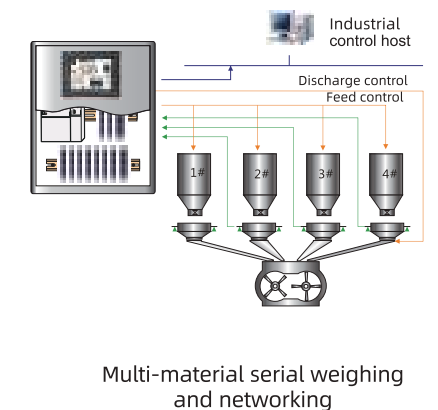 Industrial
control host
Discharge control
Feed control
1#
2#
3#
4#
Multi-material serial weighing
and networking